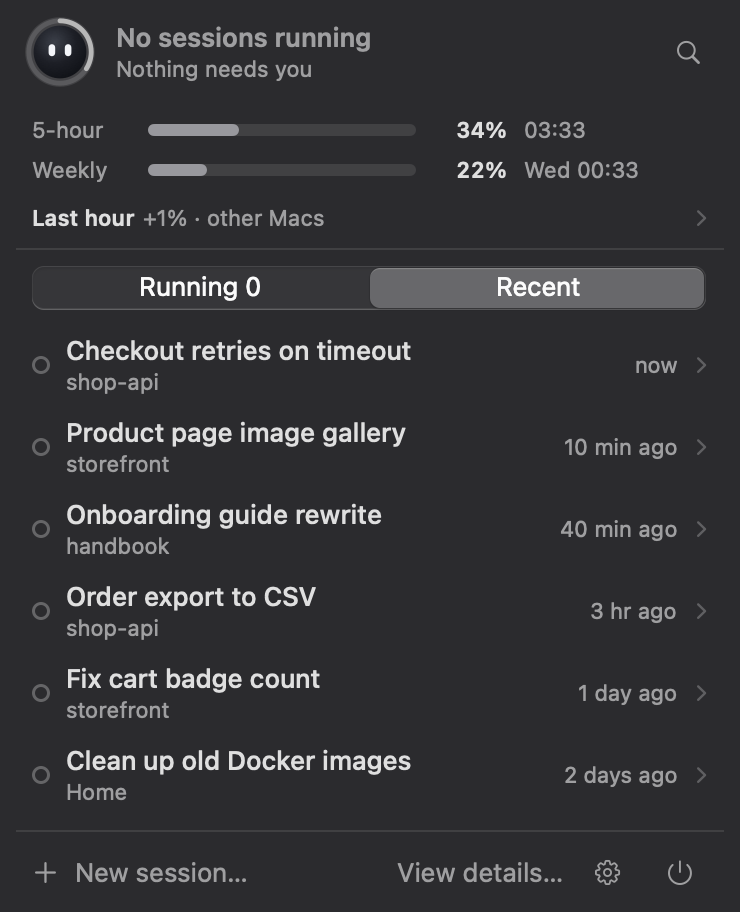 No sessions running
Nothing needs you
5-hour 34% 03:33
Weekly 22% Wed 00:33
Last hour +1% · other Macs
Running 0 Recent
Checkout retries on timeout
shop-api now
Product page image gallery
storefront 10 min ago
Onboarding guide rewrite
handbook 40 min ago
Order export to CSV
shop-api 3 hr ago
Fix cart badge count
storefront 1 day ago
Clean up old Docker images
Home 2 days ago
New session... View details...